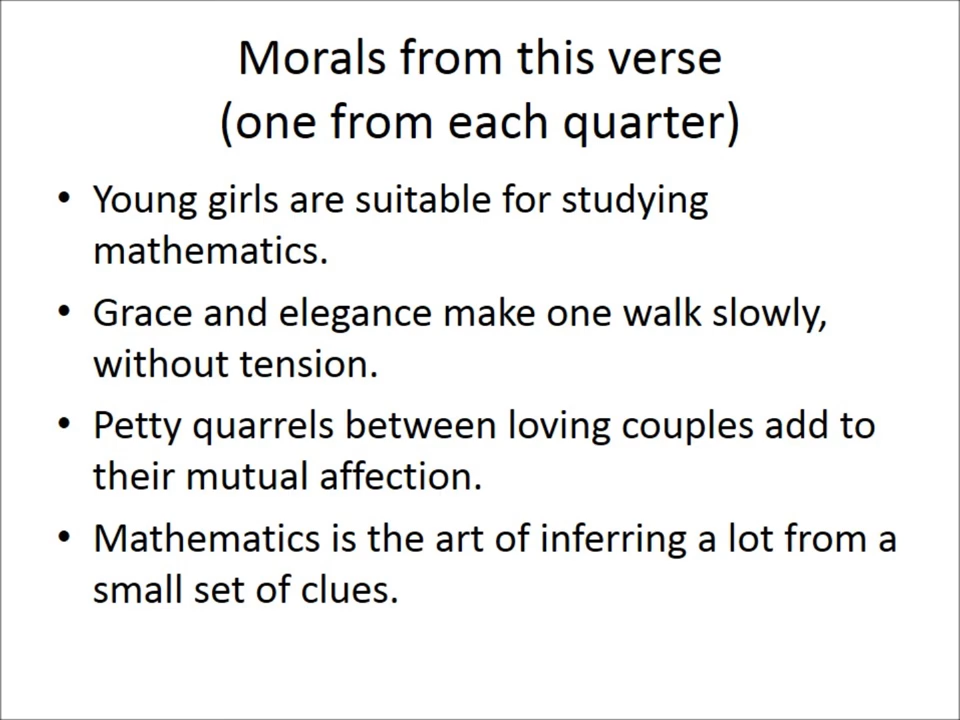 Morals from this verse
(one from each quarter)
• Young girls are suitable for studying
mathematics.
• Grace and elegance make one walk slowly,
without tension.
• Petty quarrels between loving couples add to
their mutual affection.
• Mathematics is the art of inferring a lot from a
small set of clues.